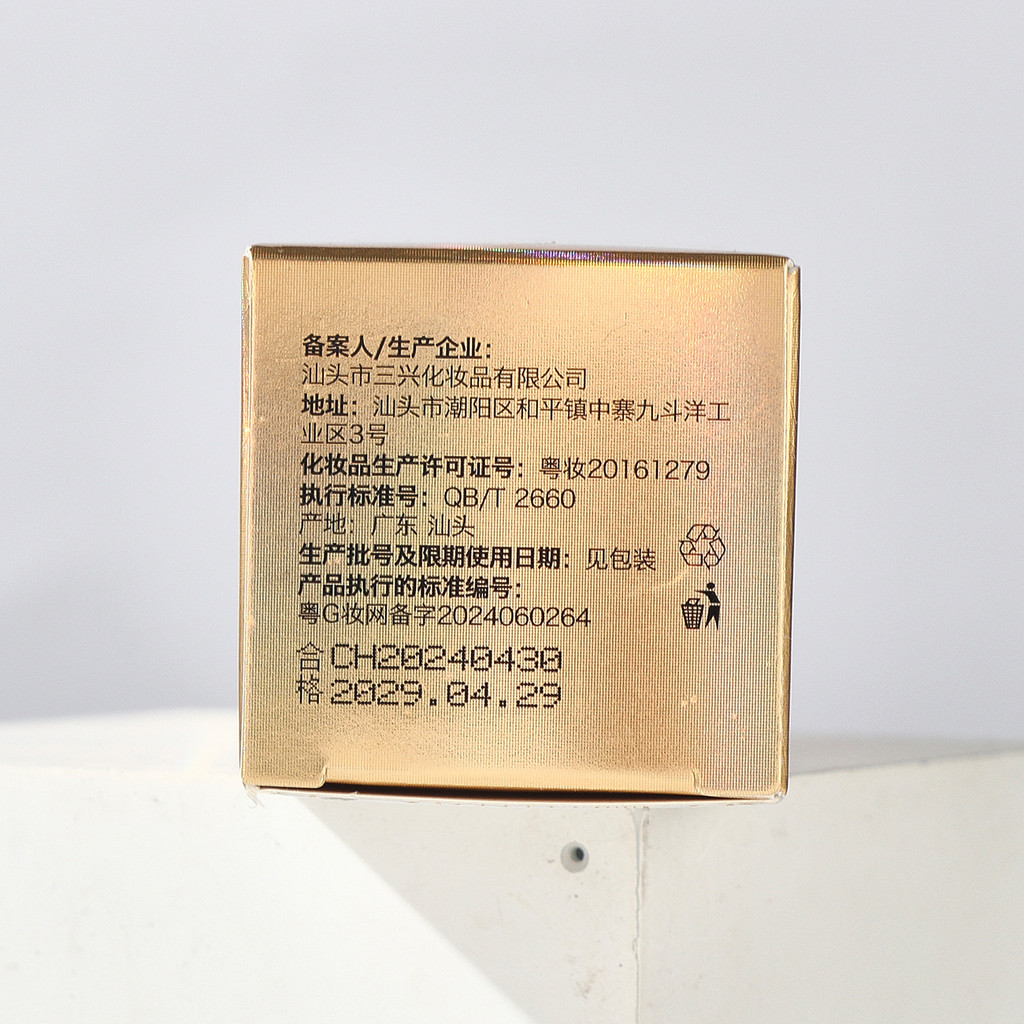 备案人/生产企业：
汕头市三兴化妆品有限公司
地址：汕头市潮阳区和平镇中寨九斗洋工
业区3号
化妆品生产许可证号：粤妆20161279
执行标准号：QB/T 2660
产地：广东 汕头
生产批号及限期使用日期：见包装
产品执行的标准编号：
粤G妆网备字2024060264
合格
CH20240430
2029.04.29